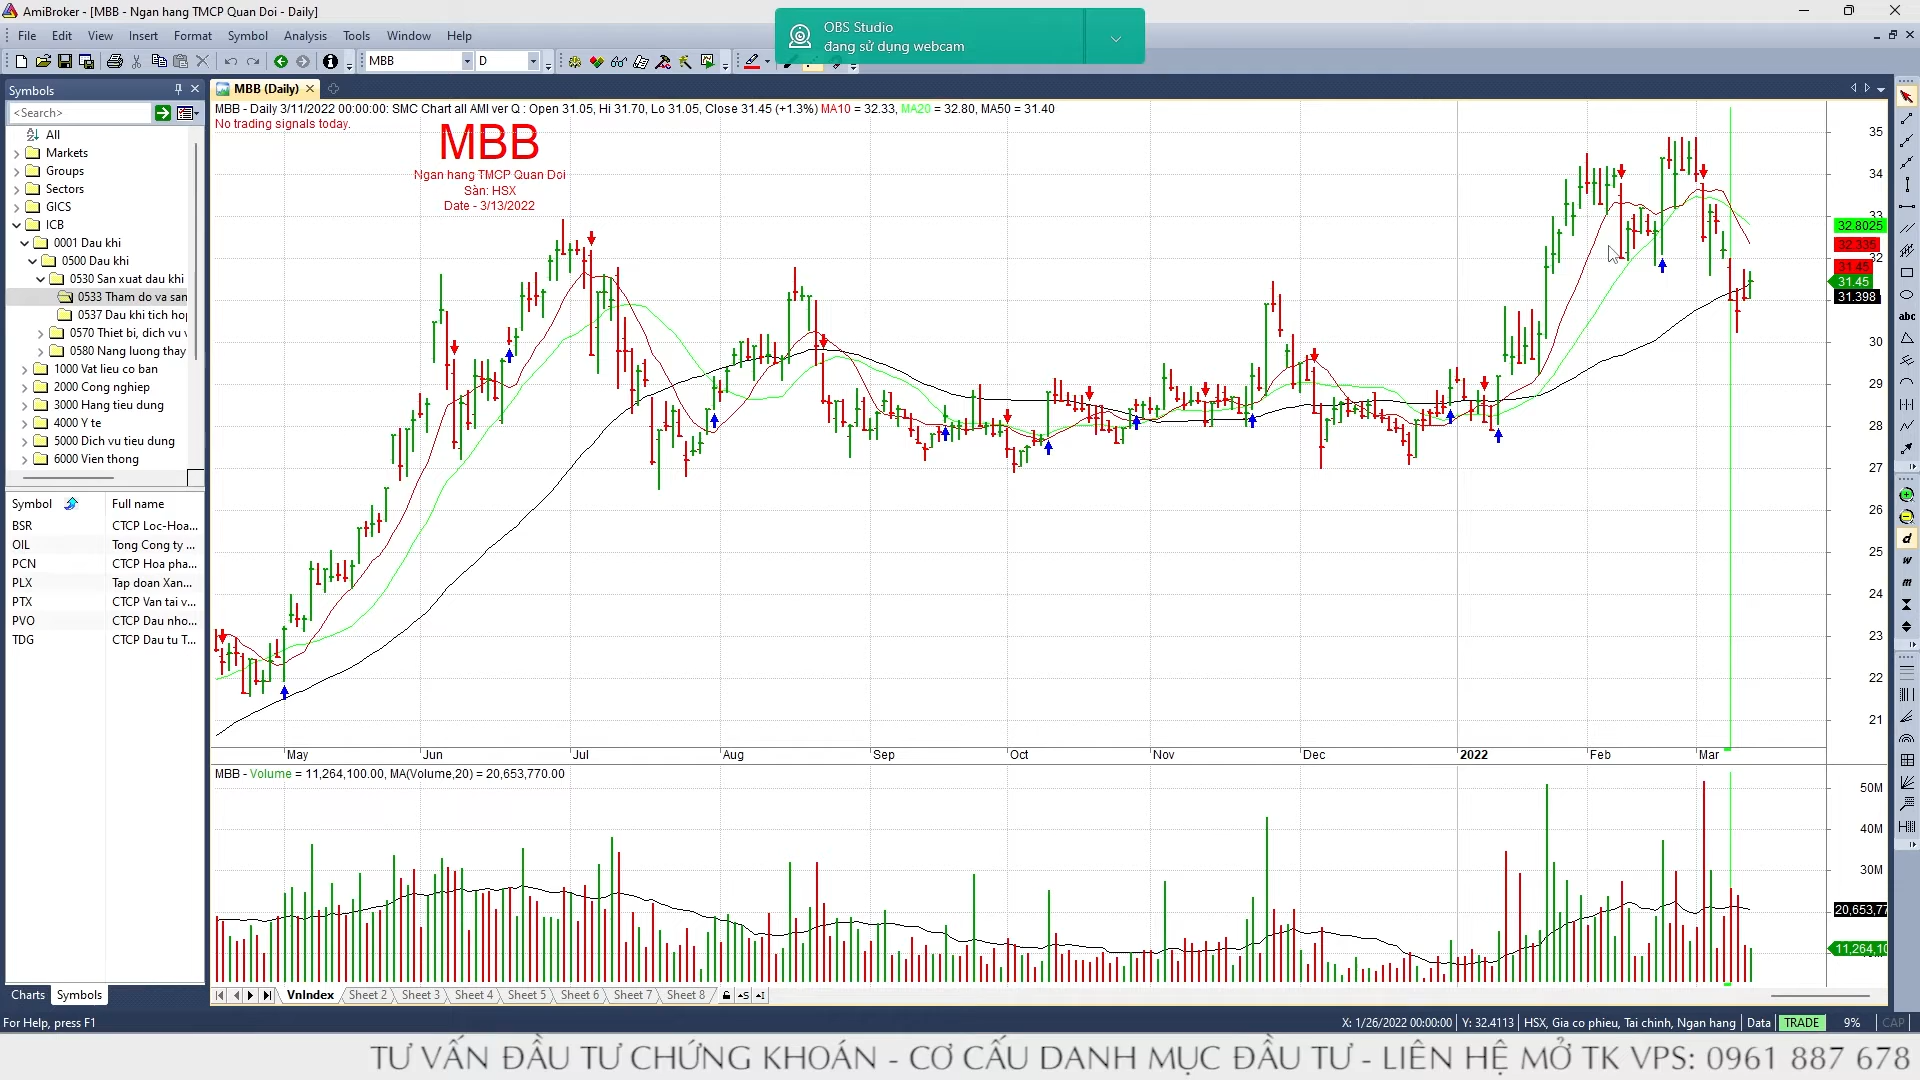 AmiBroker - [MBB - Ngan hang TMCP Quan Doi - Daily]
OBS Studio
đang sử dụng webcam
File Edit View Insert Format Symbol Analysis Tools Window Help
MBB D
Symbols
MBB (Daily)
<Search>
MBB - Daily 3/11/2022 00:00:00: SMC Chart all AMI ver Q : Open 31.05, Hi 31.70, Lo 31.05, Close 31.45 (+1.3%) MA10 = 32.33, MA20 = 32.80, MA50 = 31.40
No trading signals today.
MBB
Ngan hang TMCP Quan Doi
Sàn: HSX
Date - 3/13/2022
All
Markets
Groups
Sectors
GICS
ICB
0001 Dau khi
0500 Dau khi
0530 San xuat dau khi
0533 Tham do va san
0537 Dau khi tich hop
0570 Thiet bi, dich vu v
0580 Nang luong thay
1000 Vat lieu co ban
2000 Cong nghiep
3000 Hang tieu dung
4000 Y te
5000 Dich vu tieu dung
6000 Vien thong
Symbol Full name
BSR CTCP Loc-Hoa...
OIL Tong Cong ty ...
PCN CTCP Hoa pha...
PLX Tap doan Xan...
PTX CTCP Van tai v...
PVO CTCP Dau nho...
TDG CTCP Dau tu T...
35
34
33
32.8025
32.335
32
31.45
31.45
31.398
30
29
28
27
26
25
24
23
22
21
May Jun Jul Aug Sep Oct Nov Dec 2022 Feb Mar
MBB - Volume = 11,264,100.00, MA(Volume,20) = 20,653,770.00
50M
40M
30M
20,653,77
11,264,10
abc
d
w
m
Charts Symbols
VnIndex Sheet 2 Sheet 3 Sheet 4 Sheet 5 Sheet 6 Sheet 7 Sheet 8
For Help, press F1
X: 1/26/2022 00:00:00 Y: 32.4113 HSX, Gia co phieu, Tai chinh, Ngan hang Data TRADE 9% CAP
TƯ VẤN ĐẦU TƯ CHỨNG KHOÁN - CƠ CẤU DANH MỤC ĐẦU TƯ - LIÊN HỆ MỞ TK VPS: 0961 887 678